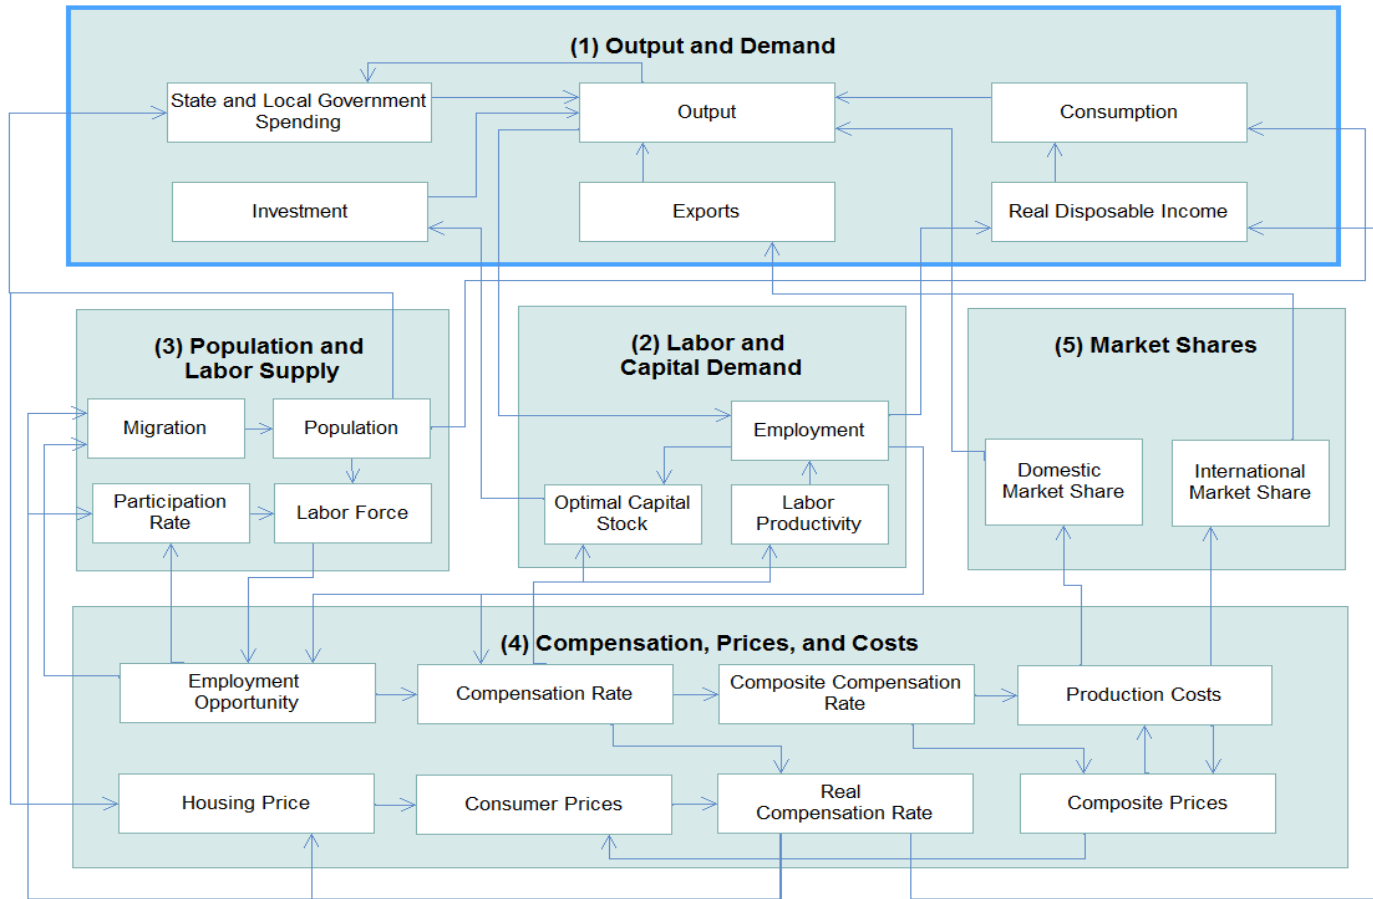 (1) Output and Demand
State and Local Government
Spending
Output
Consumption
Investment
Exports
Real Disposable Income
(3) Population and
Labor Supply
Migration
Population
Participation
Rate
Labor Force
(2) Labor and
Capital Demand
Employment
Optimal Capital
Stock
Labor
Productivity
(5) Market Shares
Domestic
Market Share
International
Market Share
(4) Compensation, Prices, and Costs
Employment
Opportunity
Compensation Rate
Composite Compensation
Rate
Production Costs
Housing Price
Consumer Prices
Real
Compensation Rate
Composite Prices